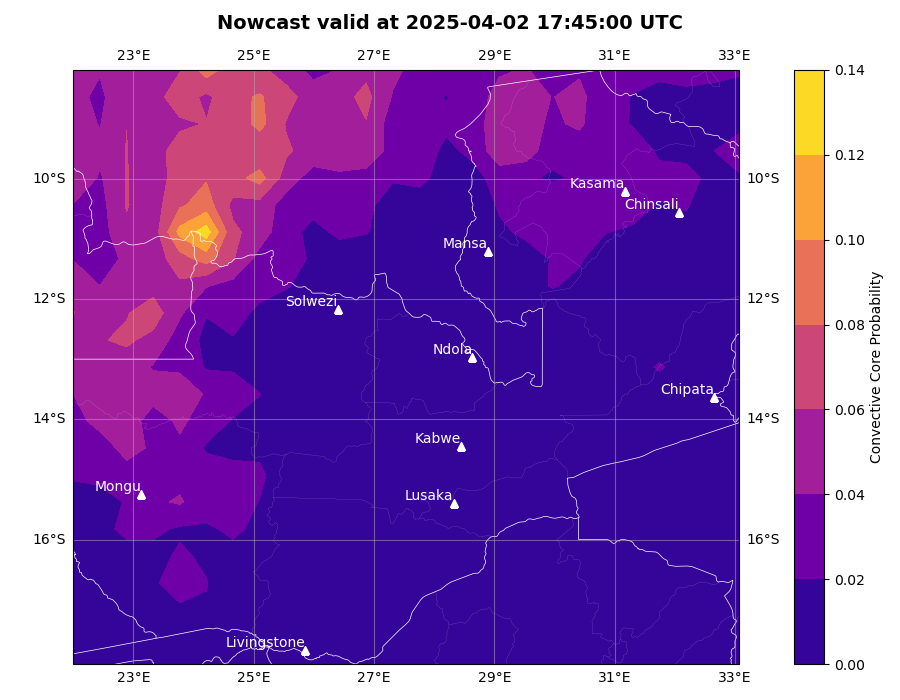 Nowcast valid at 2025-04-02 17:45:00 UTC
23°E 25°E 27°E 29°E 31°E 33°E
0.14
0.12
10°S Kasama 10°S
Chinsali
0.10
Mansa
12°S Solwezi 12°S
0.08
Ndola
Chipata
0.06
14°S 14°S
Kabwe
Mongu
Lusaka
0.04
16°S 16°S
0.02
Livingstone
0.00
23°E 25°E 27°E 29°E 31°E 33°E
Convective Core Probability